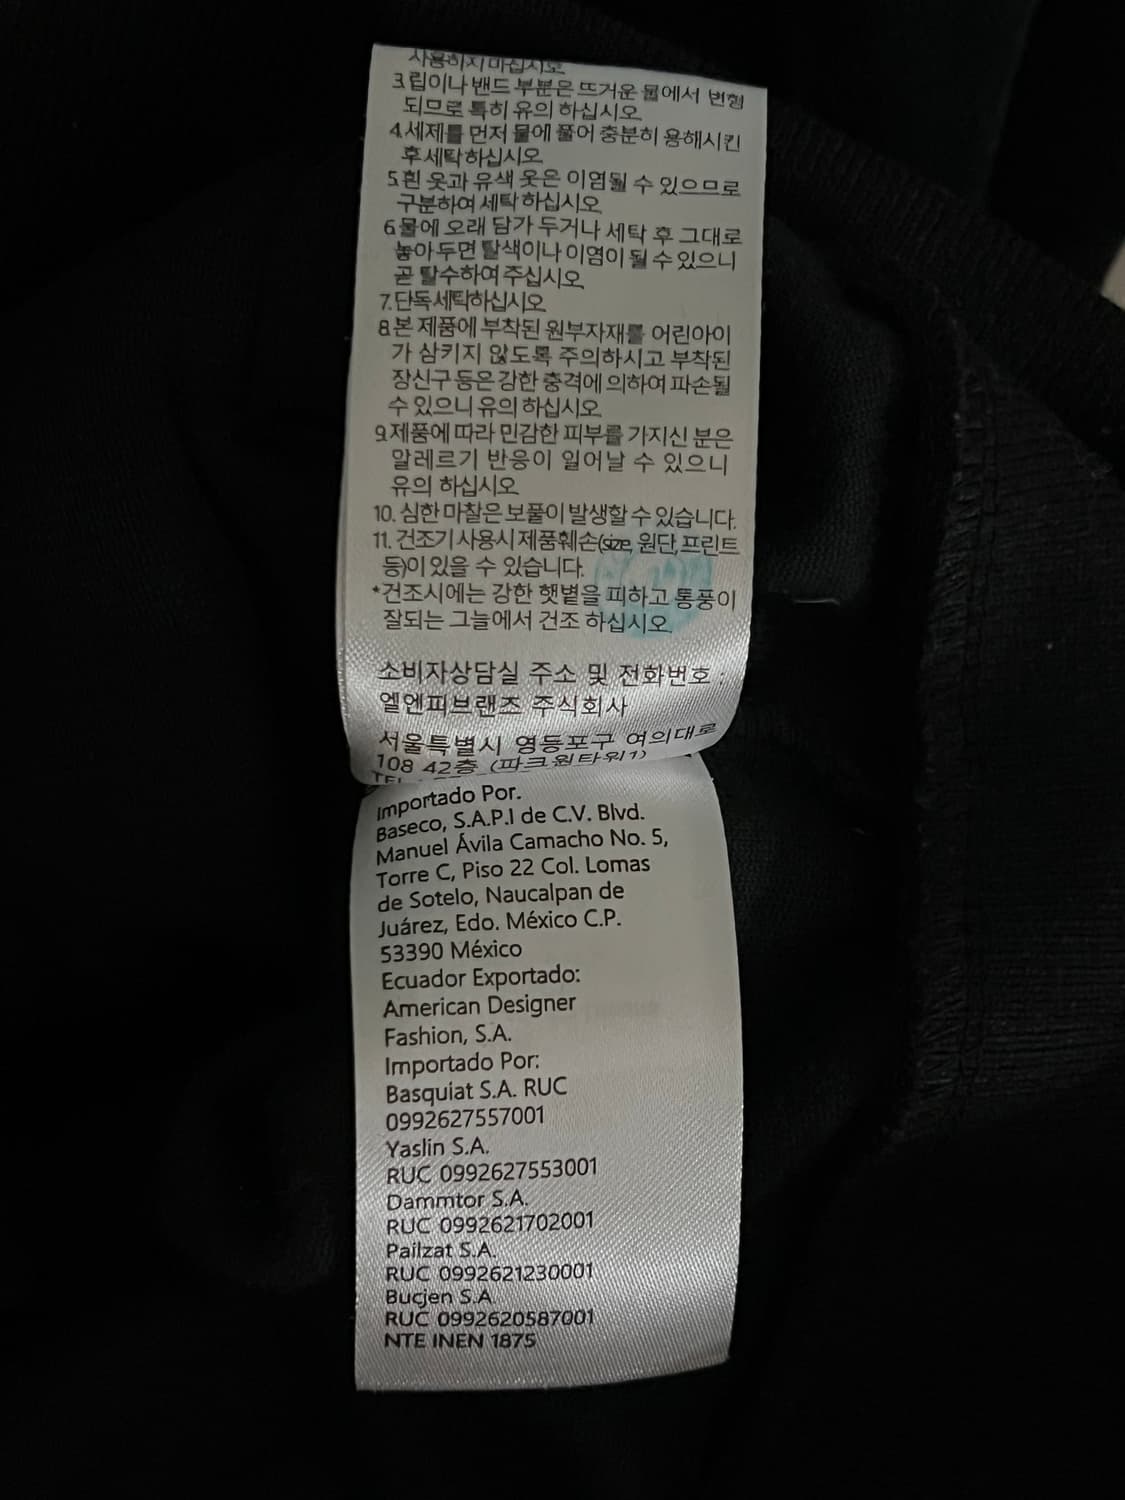 사용하지 마십시오
3.립이나 밴드 부분은 뜨거운 물에서 변형
되므로 특히 유의 하십시오.
4.세제를 먼저 물에 풀어 충분히 용해시킨
후 세탁 하십시오.
5.흰 옷과 유색 옷은 이염될 수 있으므로
구분하여 세탁 하십시오.
6.물에 오래 담가 두거나 세탁 후 그대로
놓아 두면 탈색이나 이염이 될 수 있으니
곧 탈수하여 주십시오.
7.단독세탁하십시오
8.본 제품에 부착된 원부자재를 어린아이
가 삼키지 않도록 주의하시고 부착된
장신구 등은 강한 충격에 의하여 파손될
수 있으니 유의 하십시오.
9.제품에 따라 민감한 피부를 가지신 분은
알레르기 반응이 일어날 수 있으니
유의 하십시오.
10. 심한 마찰은 보풀이 발생할 수 있습니다.
11. 건조기 사용시 제품훼손(size, 원단,프린트
등)이 있을 수 있습니다.
*건조시에는 강한 햇볕을 피하고 통풍이
잘되는 그늘에서 건조 하십시오.
소비자상담실 주소 및 전화번호 :
엘엔피브랜즈 주식회사
서울특별시 영등포구 여의대로
108 42층 (파크원타워1)
TEL
Importado Por.
Baseco, S.A.P.I de C.V. Blvd.
Manuel Ávila Camacho No. 5,
Torre C, Piso 22 Col. Lomas
de Sotelo, Naucalpan de
Juárez, Edo. México C.P.
53390 México
Ecuador Exportado:
American Designer
Fashion, S.A.
Importado Por:
Basquiat S.A. RUC
0992627557001
Yaslin S.A.
RUC 0992627553001
Dammtor S.A.
RUC 0992621702001
Pailzat S.A.
RUC 0992621230001
Bucjen S.A
RUC 0992620587001
NTE INEN 1875